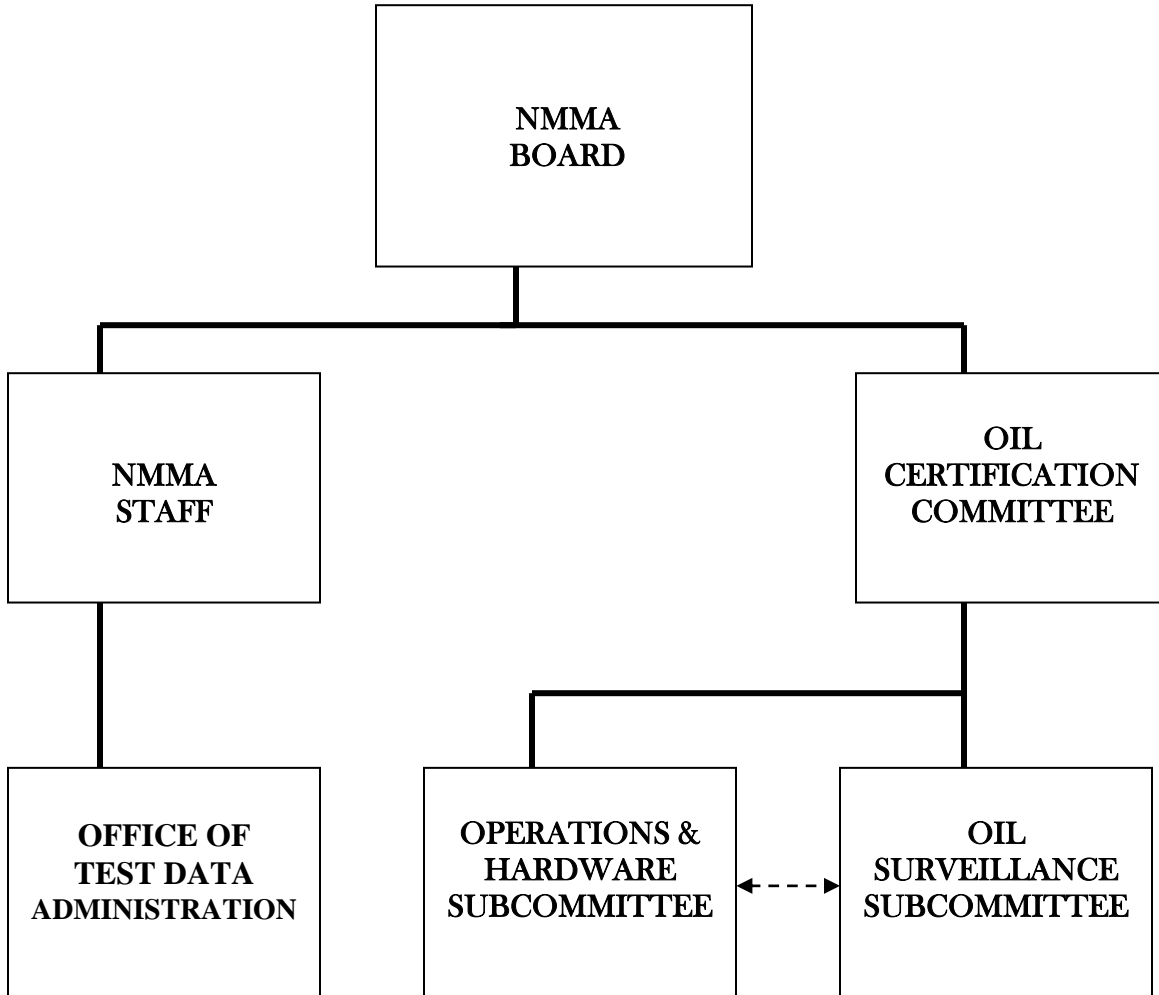 NMMA
BOARD
NMMA
STAFF
OIL
CERTIFICATION
COMMITTEE
OFFICE OF
TEST DATA
ADMINISTRATION
OPERATIONS &
HARDWARE
SUBCOMMITTEE
OIL
SURVEILLANCE
SUBCOMMITTEE